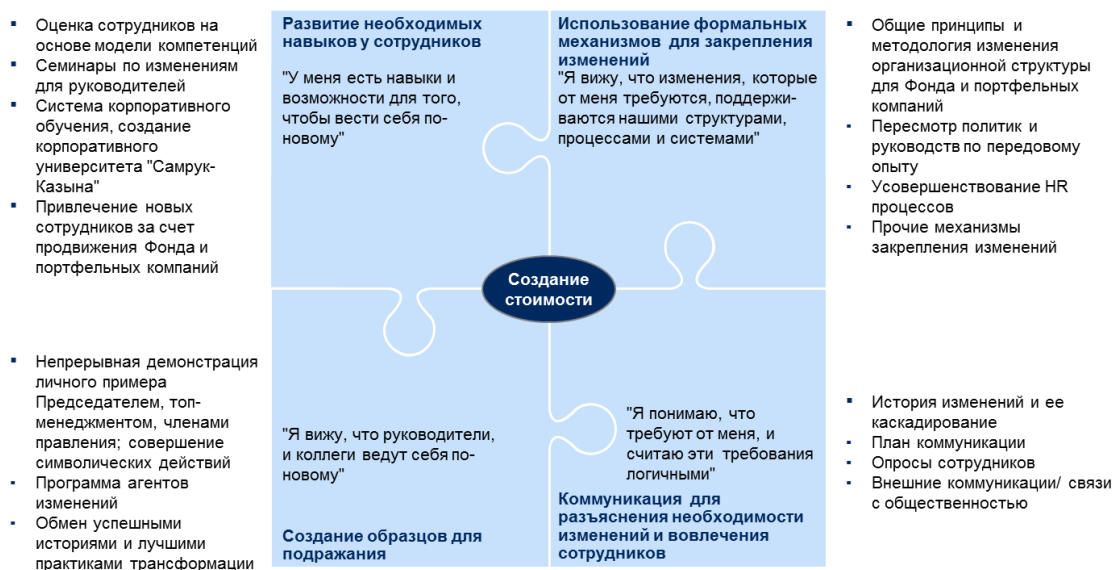 Оценка сотрудников на
основе модели компетенций
Семинары по изменениям
для руководителей
Система корпоративного
обучения, создание
корпоративного
университета "Самрук-
Казына"
Привлечение новых
сотрудников за счет
продвижения Фонда и
портфельных компаний
Развитие необходимых
навыков у сотрудников
"У меня есть навыки и
возможности для того,
чтобы вести себя по-
новому"
Использование формальных
механизмов для закрепления
изменений
"Я вижу, что изменения, которые
от меня требуются, поддержи-
ваются нашими структурами,
процессами и системами"
Общие принципы и
методология изменения
организационной структуры
для Фонда и портфельных
компаний
Пересмотр политик и
руководств по передовому
опыту
Усовершенствование HR
процессов
Прочие механизмы
закрепления изменений
Создание
стоимости
Непрерывная демонстрация
личного примера
Председателем, топ-
менеджментом, членами
правления; совершение
символических действий
Программа агентов
изменений
Обмен успешными
историями и лучшими
практиками трансформации
"Я вижу, что руководители,
и коллеги ведут себя по-
новому"
Создание образцов для
подражания
"Я понимаю, что
требуют от меня, и
считаю эти требования
логичными"
Коммуникация для
разъяснения необходимости
изменений и вовлечения
сотрудников
История изменений и ее
каскадирование
План коммуникации
Опросы сотрудников
Внешние коммуникации/ связи
с общественностью